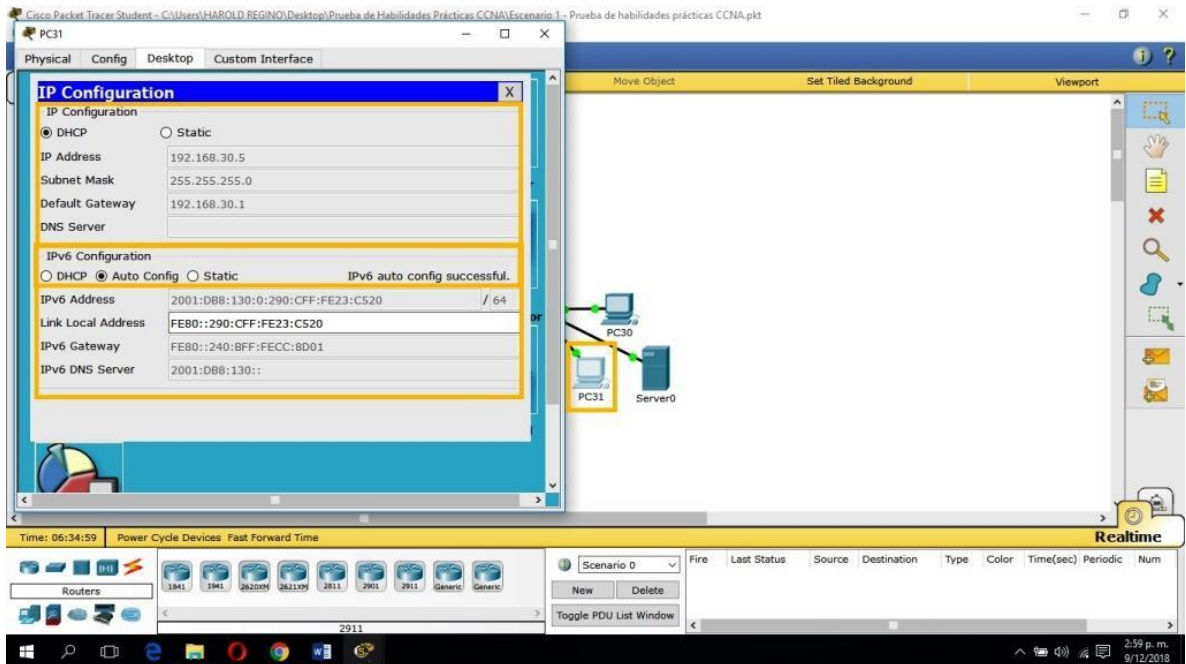 Cisco Packet Tracer Student - C:\Users\HAROLD REGINO\Desktop\Prueba de Habilidades Prácticas CCNA\Escenario 1 - Prueba de habilidades prácticas CCNA.pkt
PC31
Physical Config Desktop Custom Interface
Move Object Set Tiled Background Viewport
IP Configuration X
IP Configuration
DHCP Static
IP Address 192.168.30.5
Subnet Mask 255.255.255.0
Default Gateway 192.168.30.1
DNS Server
IPv6 Configuration
DHCP Auto Config Static IPv6 auto config successful.
IPv6 Address 2001:DB8:130:0:290:CFF:FE23:C520 / 64
Link Local Address FE80::290:CFF:FE23:C520
IPv6 Gateway FE80::240:BFF:FECC:8D01
IPv6 DNS Server 2001:DB8:130::
or
PC30
PC31 Server0
Realtime
Time: 06:34:59 Power Cycle Devices Fast Forward Time
Routers
1841 1941 2620XM 2621XM 2811 2901 2911 Generic Generic
2911
Scenario 0
New Delete
Toggle PDU List Window
Fire Last Status Source Destination Type Color Time(sec) Periodic Num
2:59 p. m.
9/12/2018